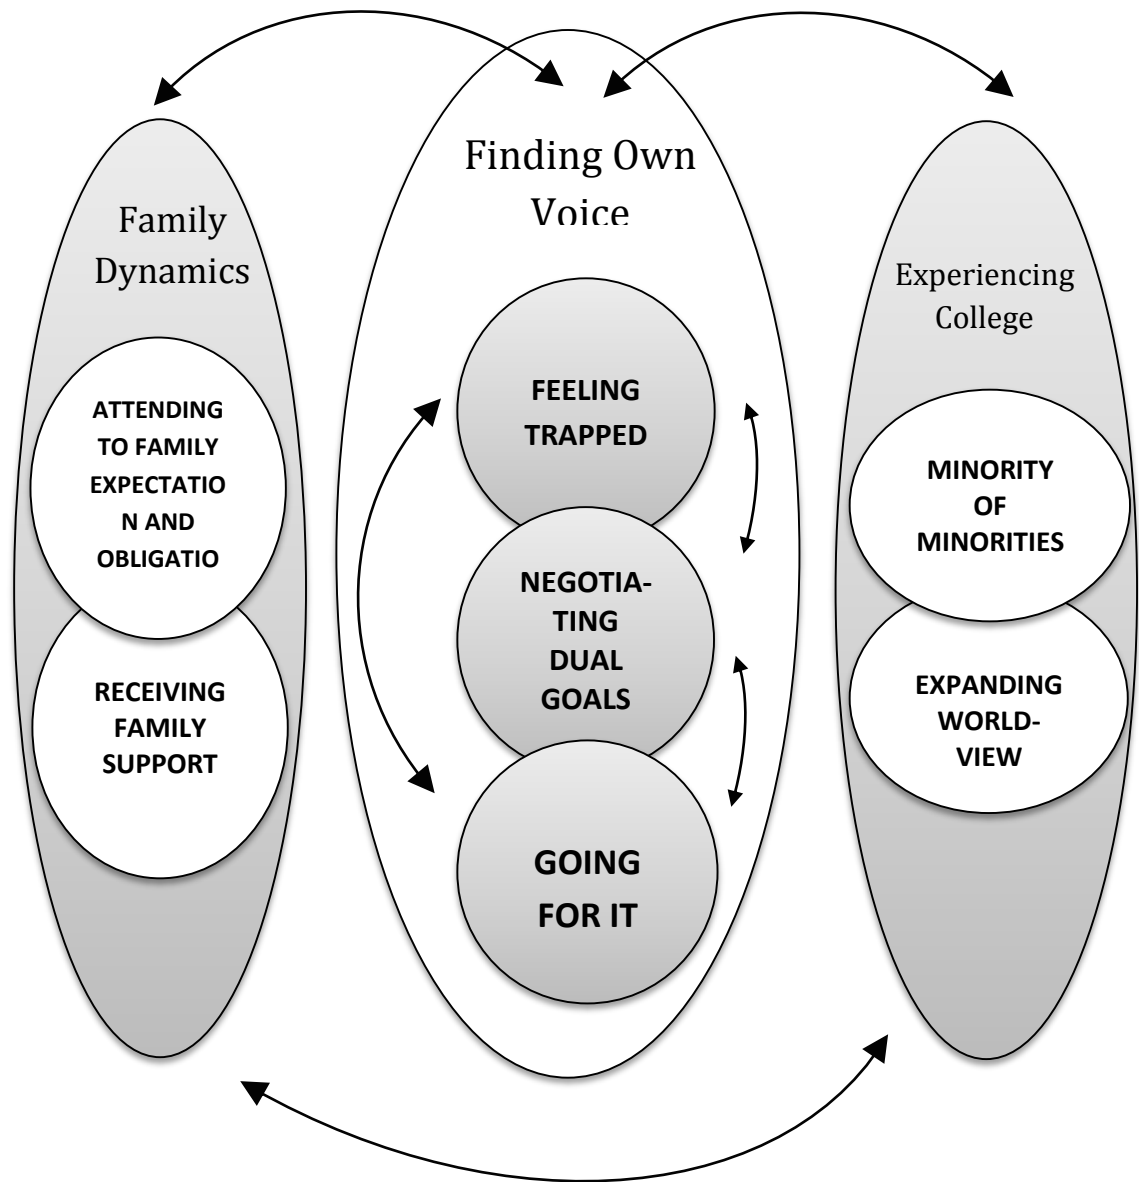 Family
Dynamics
ATTENDING
TO FAMILY
EXPECTATIO
N AND
OBLIGATIO
RECEIVING
FAMILY
SUPPORT
Finding Own
Voice
FEELING
TRAPPED
NEGOTIA-
TING
DUAL
GOALS
GOING
FOR IT
Experiencing
College
MINORITY
OF
MINORITIES
EXPANDING
WORLD-
VIEW